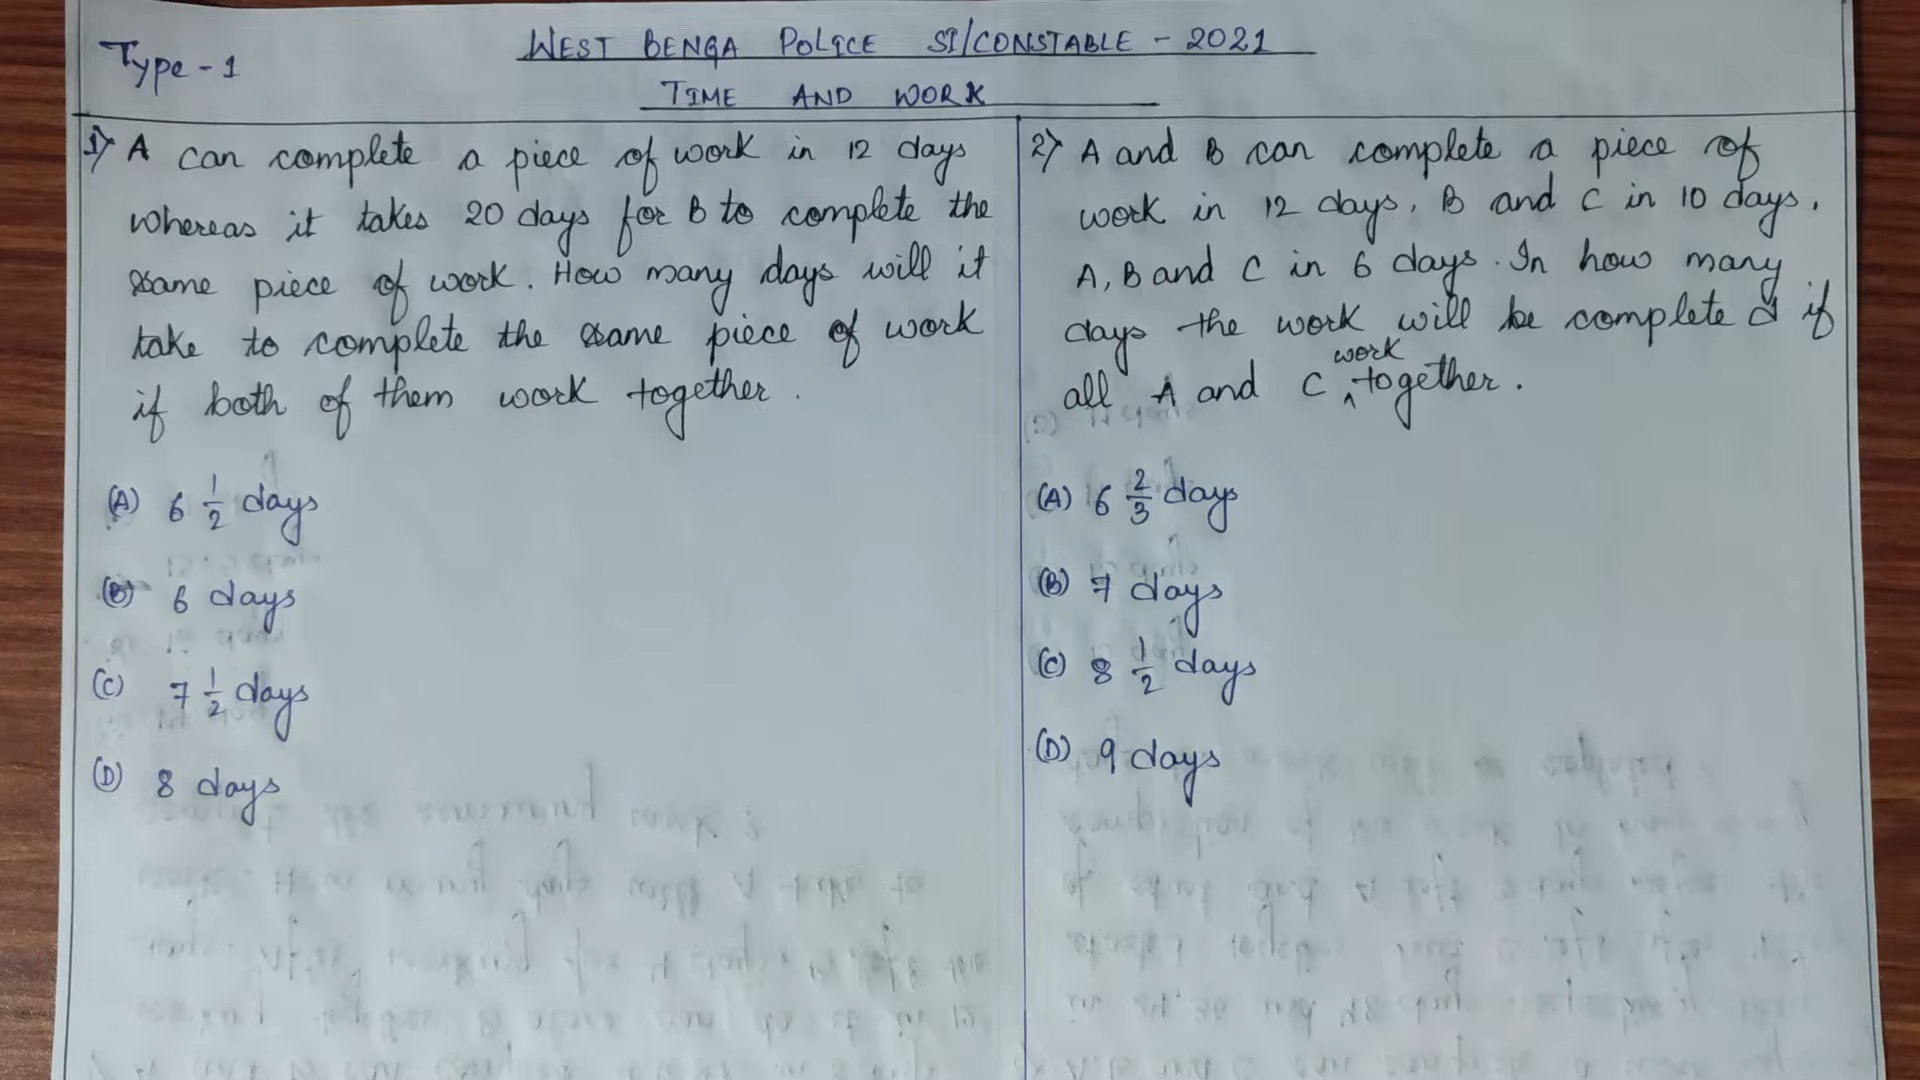 Type-1
WEST BENGA POLICE SI/CONSTABLE - 2021
TIME AND WORK
1) A can complete a piece of work in 12 days
whereas it takes 20 days for B to complete the
same piece of work. How many days will it
take to complete the same piece of work
if both of them work together.
(A) 6 1/2 days
(B) 6 days
(C) 7 1/2 days
(D) 8 days
2) A and B can complete a piece of
work in 12 days, B and C in 10 days,
A, B and C in 6 days. In how many
days the work will be completed if
all A and C work together.
(A) 6 2/3 days
(B) 7 days
(C) 8 1/2 days
(D) 9 days